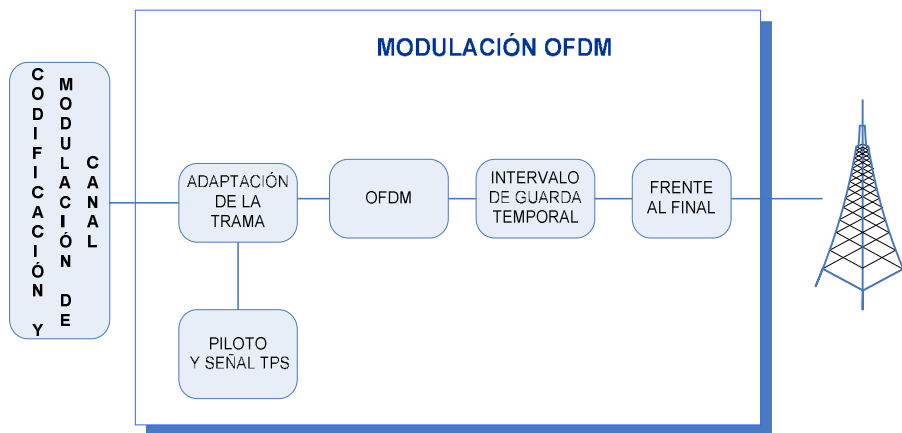 MODULACIÓN OFDM
CODIFICACIÓN Y
MODULACIÓN DE
CANAL
ADAPTACIÓN
DE LA
TRAMA
OFDM
INTERVALO
DE GUARDA
TEMPORAL
FRENTE
AL FINAL
PILOTO
Y SEÑAL TPS